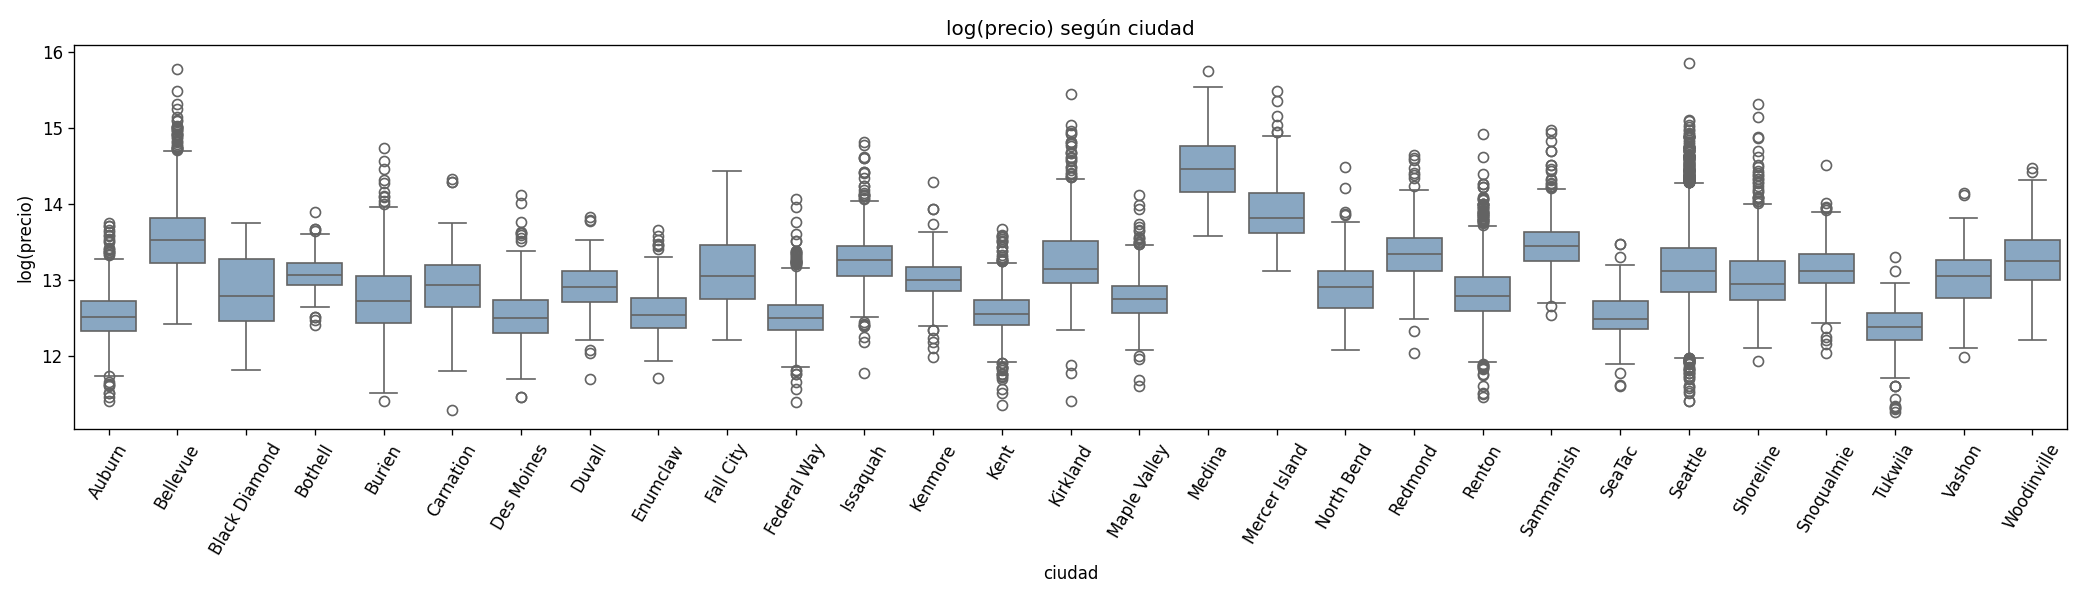 log(precio) según ciudad
16
15
14
13
12
log(precio)
Auburn
Bellevue
Black Diamond
Bothell
Burien
Carnation
Des Moines
Duvall
Enumclaw
Fall City
Federal Way
Issaquah
Kenmore
Kent
Kirkland
Maple Valley
Medina
Mercer Island
North Bend
Redmond
Renton
Sammamish
SeaTac
Seattle
Shoreline
Snoqualmie
Tukwila
Vashon
Woodinville
ciudad